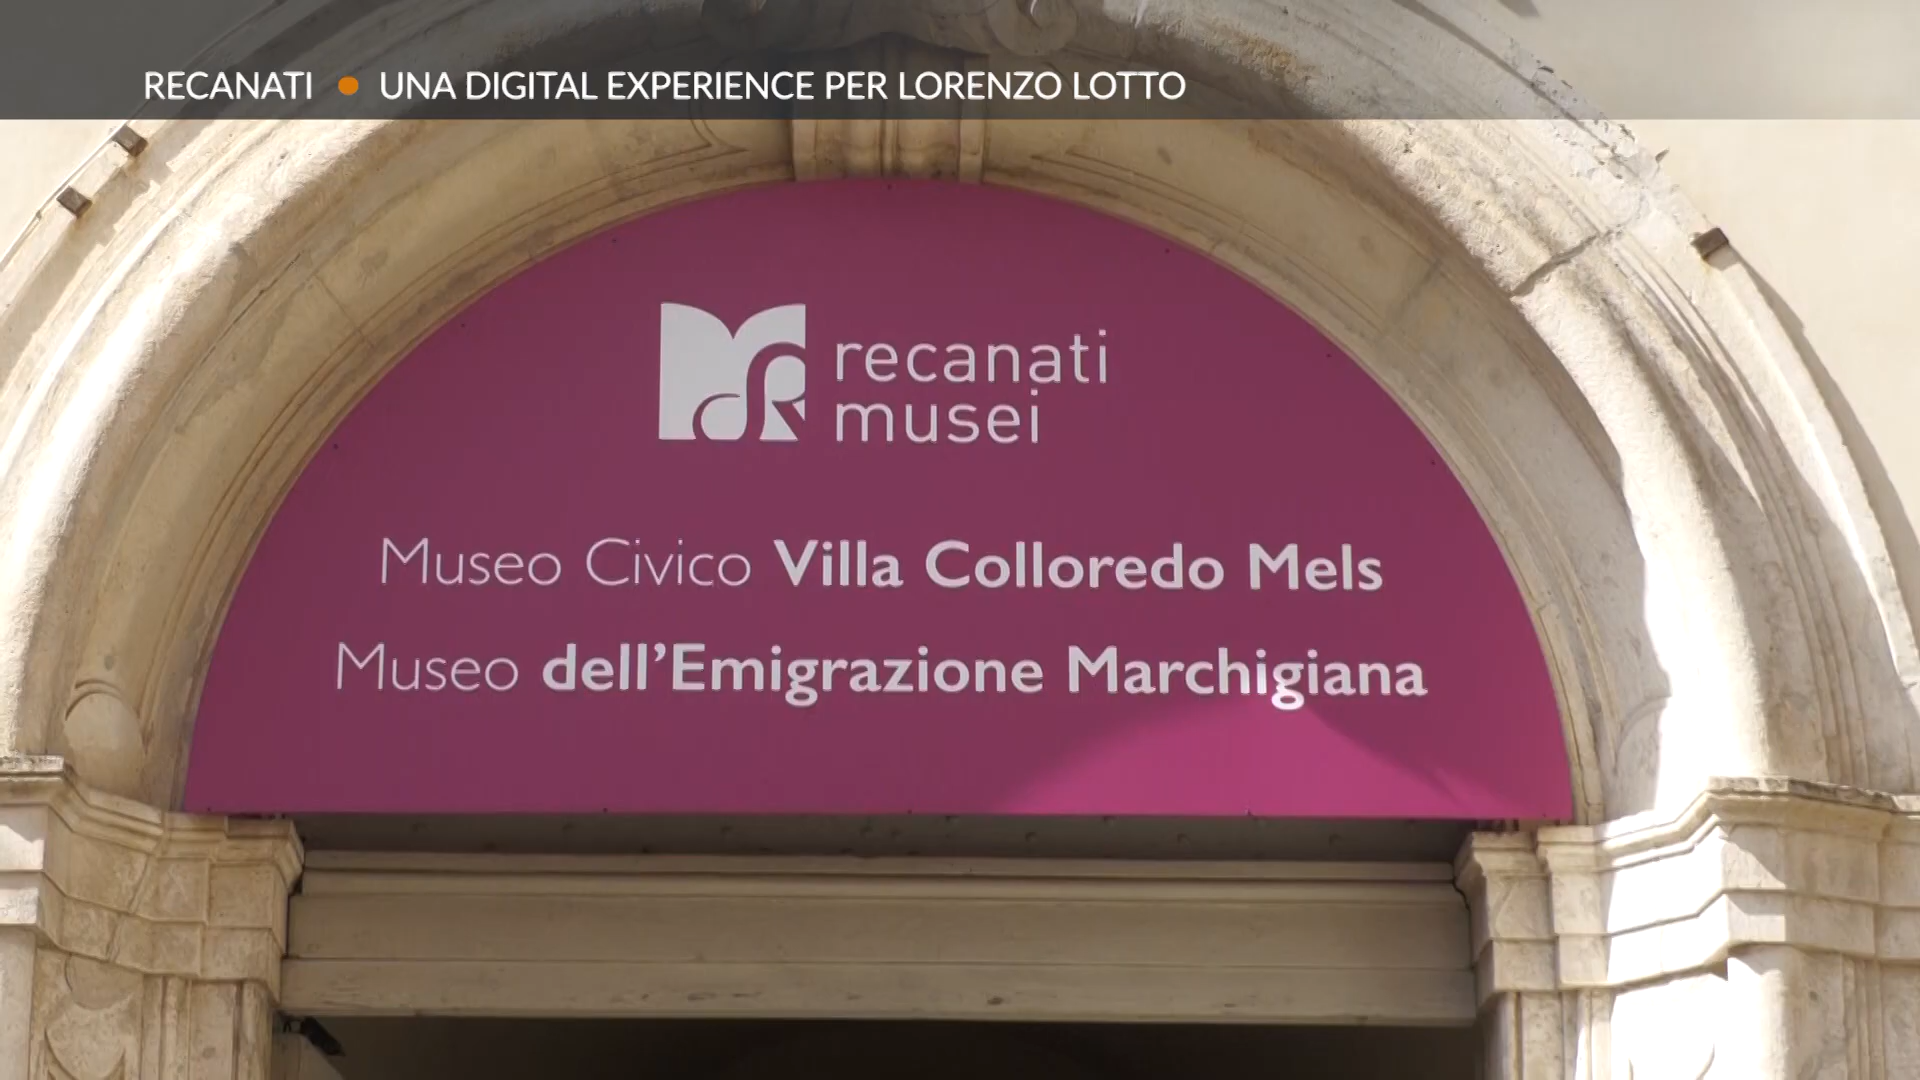 RECANATI • UNA DIGITAL EXPERIENCE PER LORENZO LOTTO
recanati
musei
Museo Civico Villa Colloredo Mels
Museo dell'Emigrazione Marchigiana